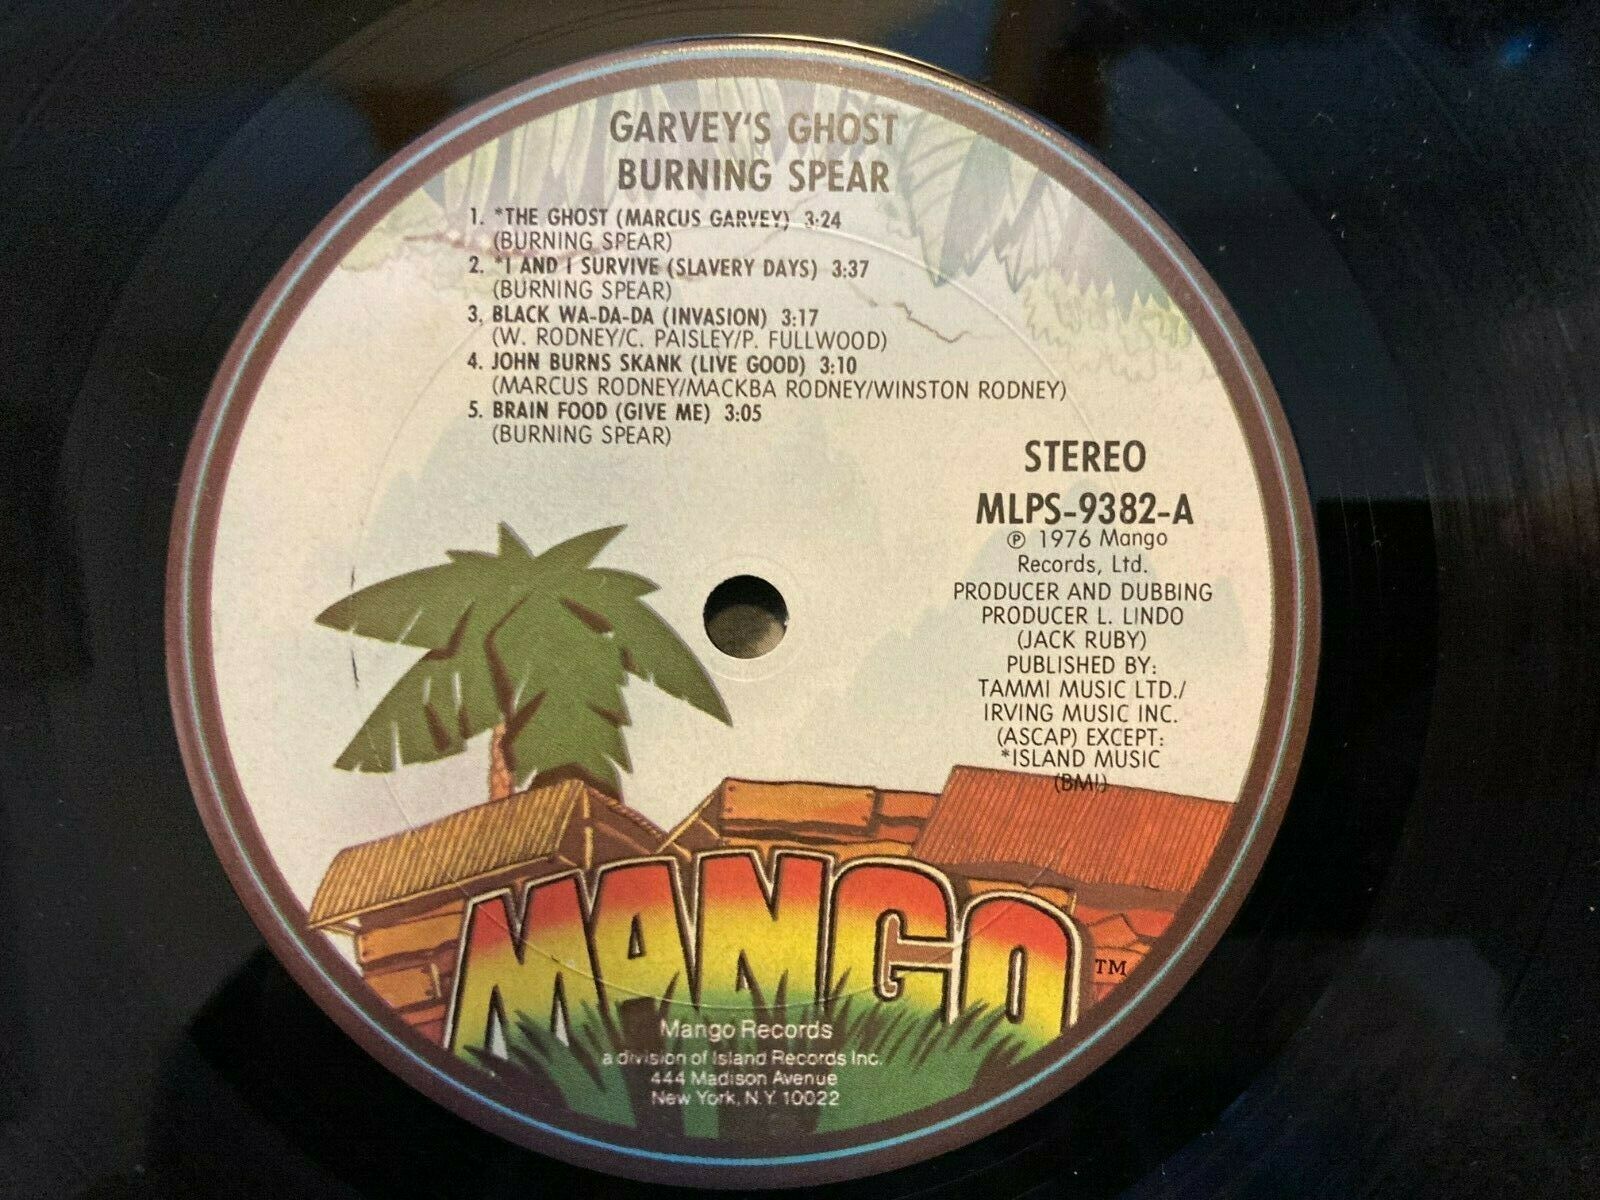 GARVEY'S GHOST
BURNING SPEAR
1. *THE GHOST (MARCUS GARVEY) 3:24
(BURNING SPEAR)
2. *I AND I SURVIVE (SLAVERY DAYS) 3:37
(BURNING SPEAR)
3. BLACK WA-DA-DA (INVASION) 3:17
(W. RODNEY/C. PAISLEY/P. FULLWOOD)
4. JOHN BURNS SKANK (LIVE GOOD) 3:10
(MARCUS RODNEY/MACKBA RODNEY/WINSTON RODNEY)
5. BRAIN FOOD (GIVE ME) 3:05
(BURNING SPEAR)
STEREO
MLPS-9382-A
℗ 1976 Mango
Records, Ltd.
PRODUCER AND DUBBING
PRODUCER L. LINDO
(JACK RUBY)
PUBLISHED BY:
TAMMI MUSIC LTD./
IRVING MUSIC INC.
(ASCAP) EXCEPT:
*ISLAND MUSIC
(BMI)
MANGO ™
Mango Records
a division of Island Records Inc.
444 Madison Avenue
New York, N.Y. 10022